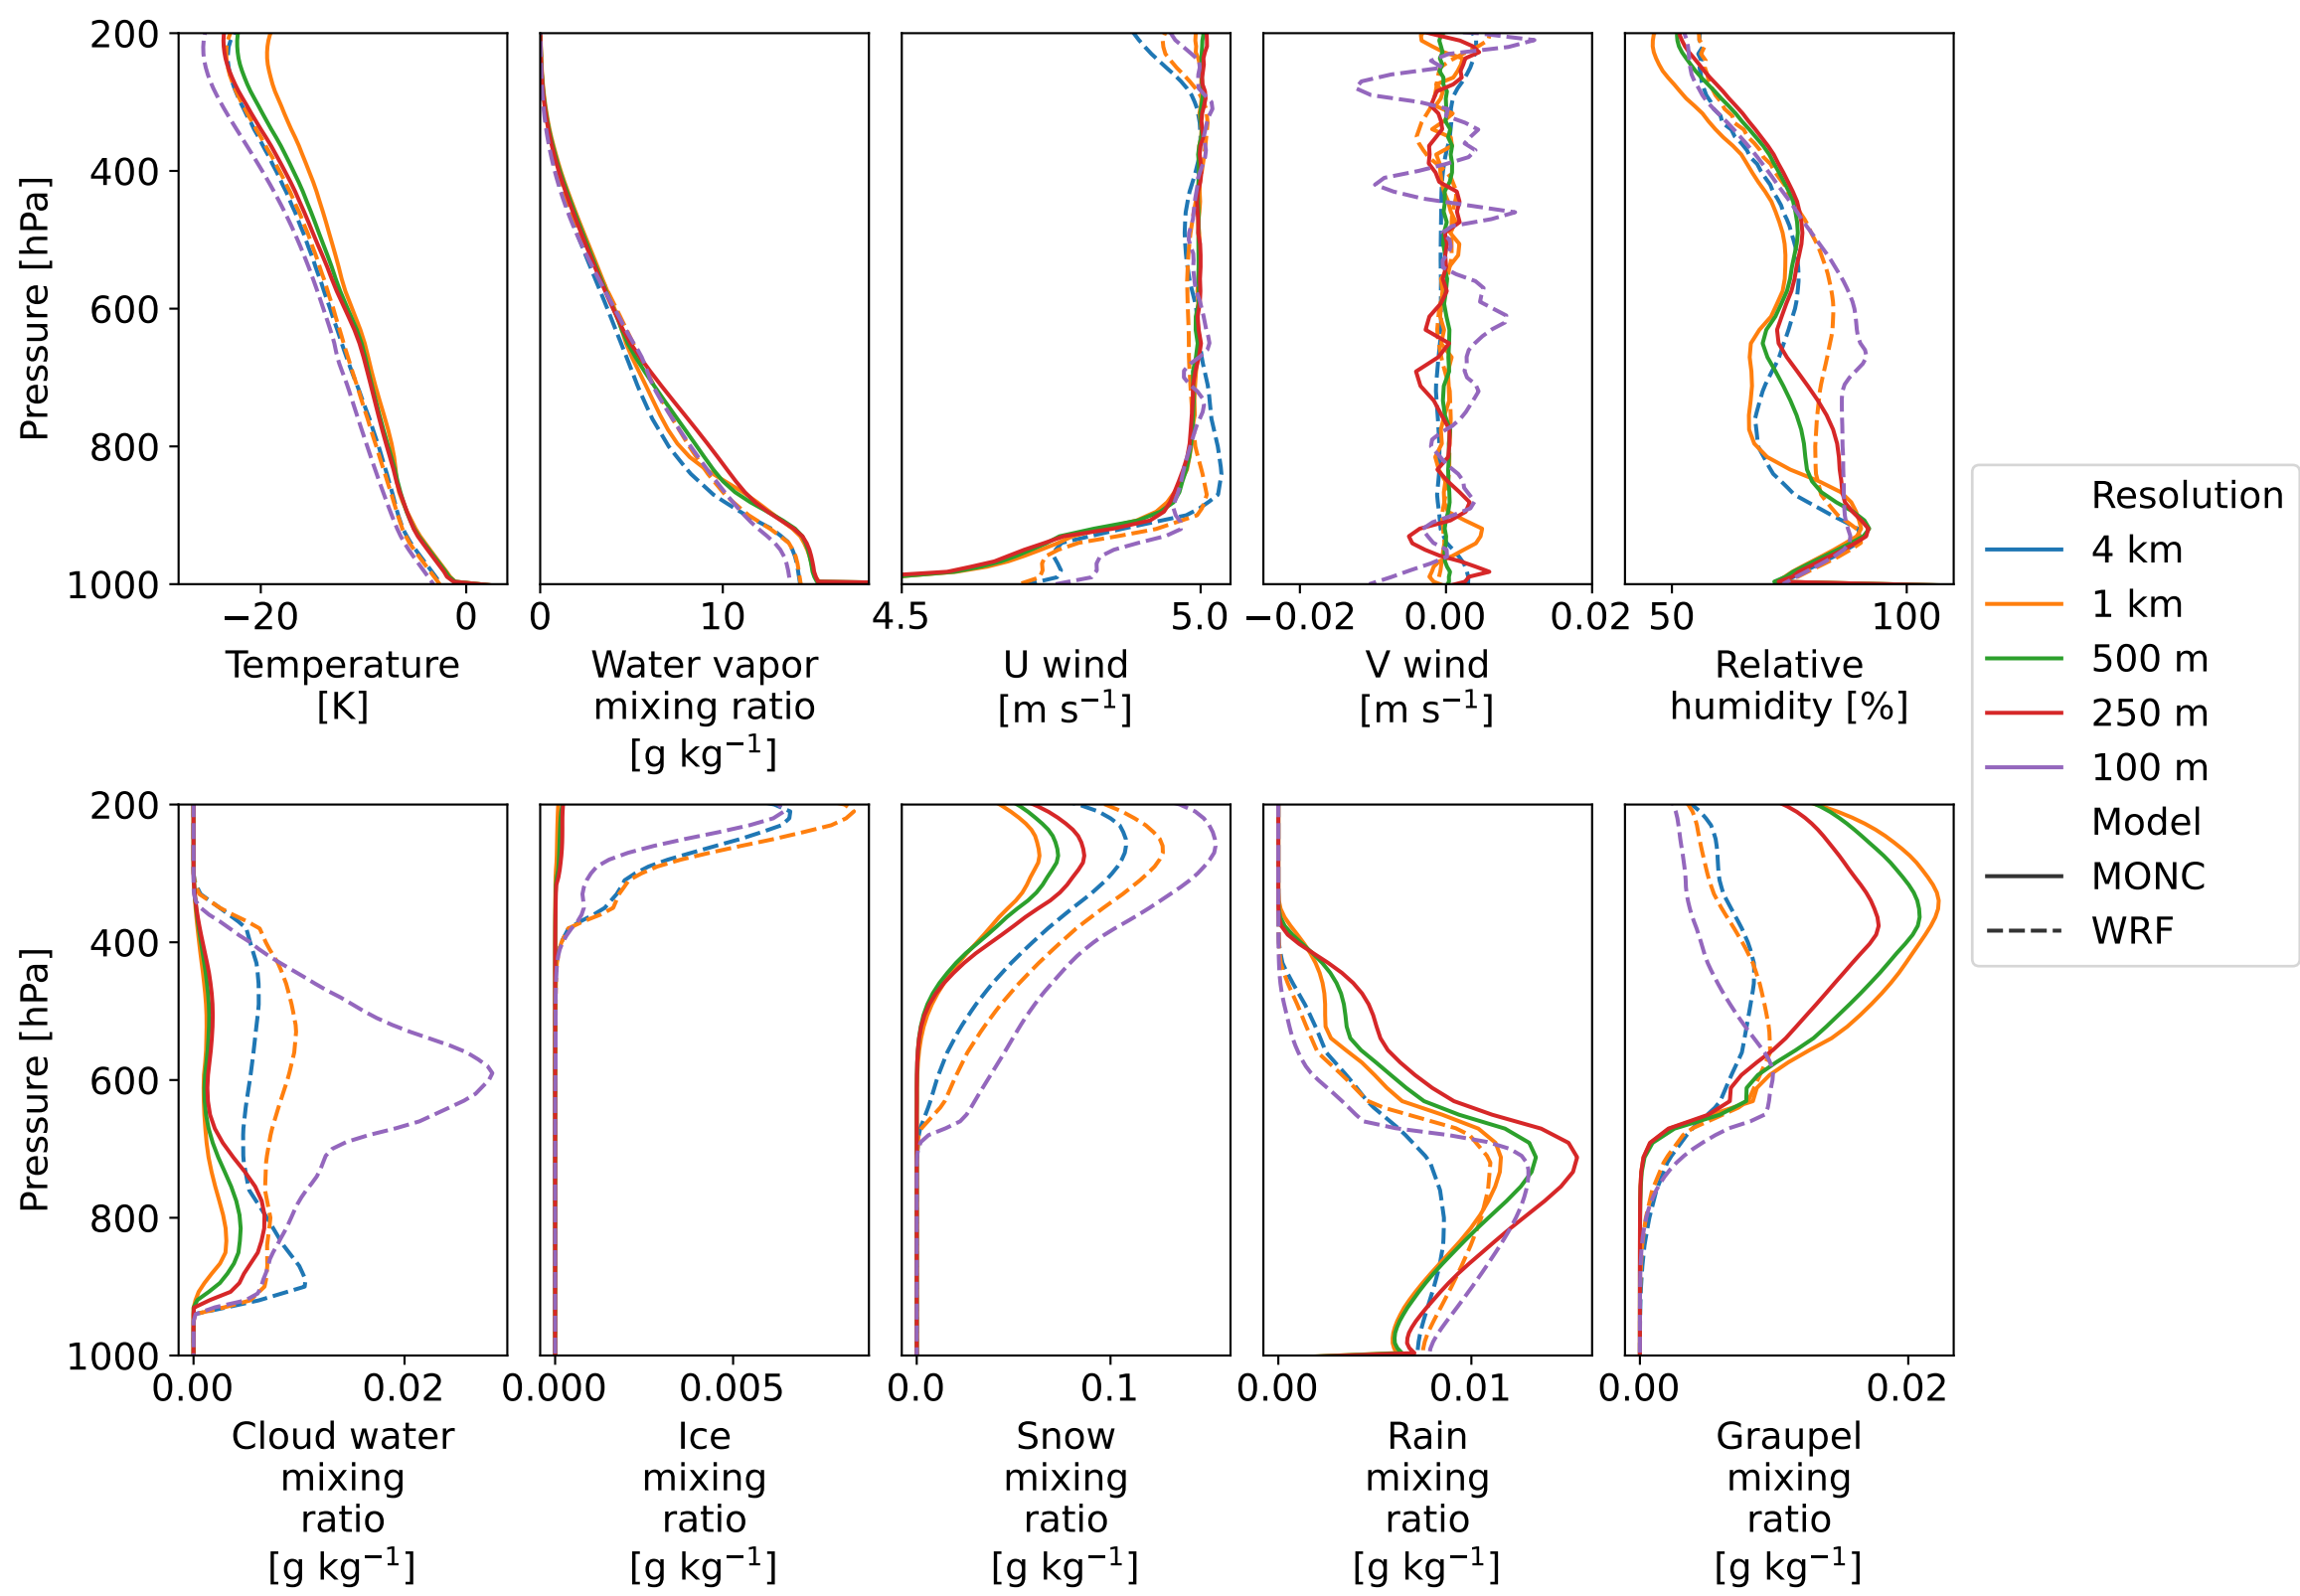 200
400
600
800
1000
Pressure [hPa]
−20 0
Temperature
[K]
0 10
Water vapor
mixing ratio
[g kg⁻¹]
4.5 5.0
U wind
[m s⁻¹]
−0.02 0.00 0.02
V wind
[m s⁻¹]
50 100
Relative
humidity [%]
Resolution
4 km
1 km
500 m
250 m
100 m
Model
MONC
WRF
200
400
600
800
1000
Pressure [hPa]
0.00 0.02
Cloud water
mixing
ratio
[g kg⁻¹]
0.000 0.005
Ice
mixing
ratio
[g kg⁻¹]
0.0 0.1
Snow
mixing
ratio
[g kg⁻¹]
0.00 0.01
Rain
mixing
ratio
[g kg⁻¹]
0.00 0.02
Graupel
mixing
ratio
[g kg⁻¹]